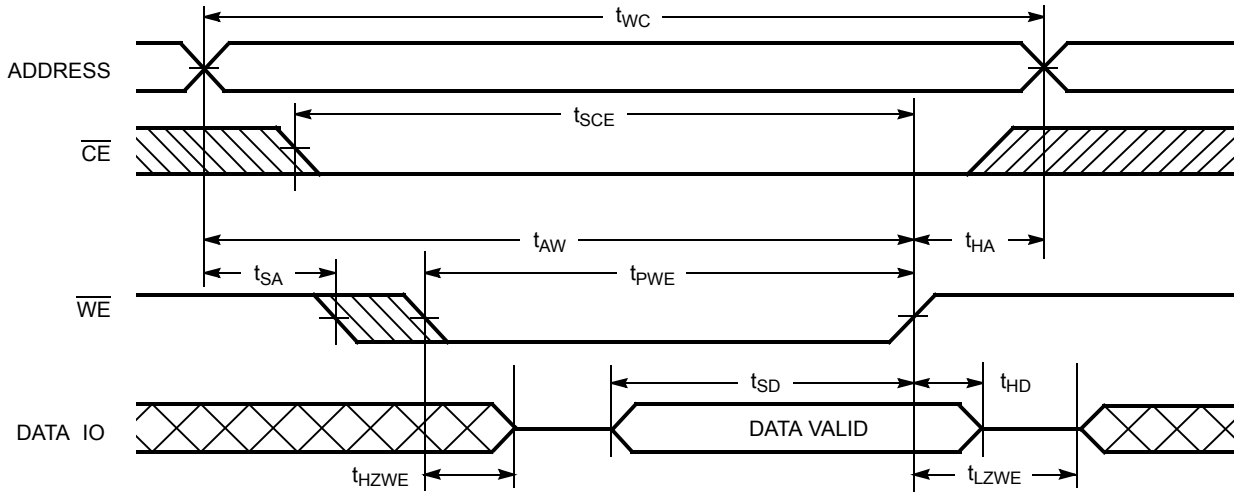 tWC
ADDRESS
tSCE
CE
tAW
tHA
tSA
tPWE
WE
tSD
tHD
DATA IO
DATA VALID
tHZWE
tLZWE